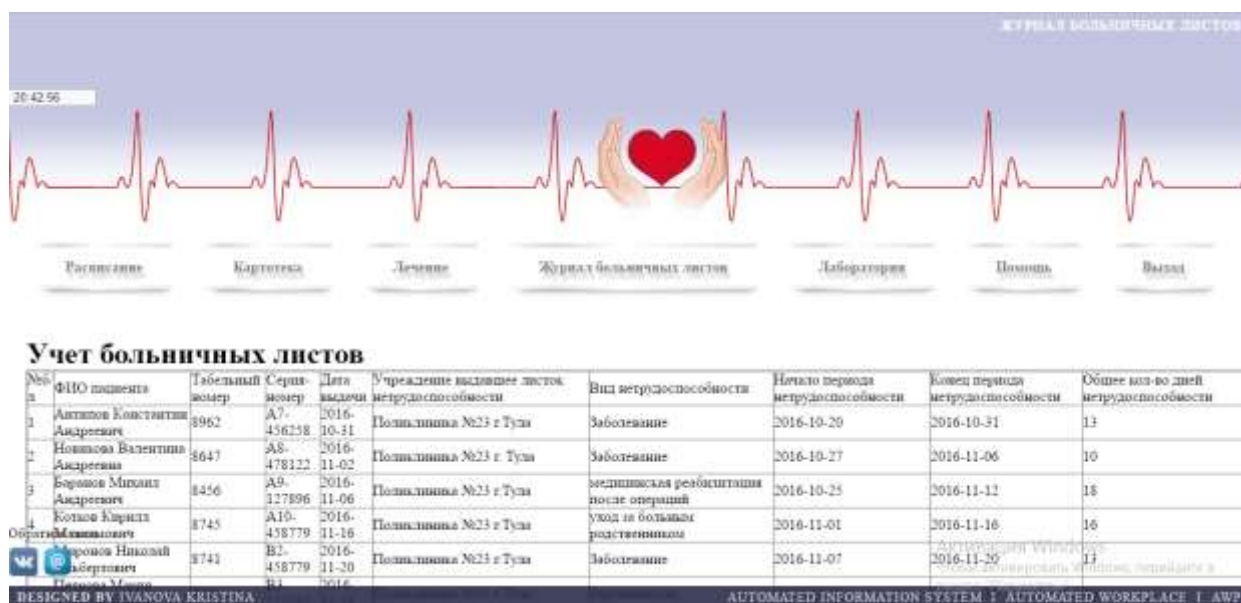 ЖУРНАЛ БОЛЬНИЧНЫХ ЛИСТОВ
20:42:56
Расписание Картотека Лечение Журнал больничных листов Лаборатория Помощь Выход
Учет больничных листов
ФИО пациента Табельный номер Серия-номер Дата выдачи Учреждение выдавшее листок нетрудоспособности Вид нетрудоспособности Начало периода нетрудоспособности Конец периода нетрудоспособности Общее кол-во дней нетрудоспособности
1 Антипов Константин Андреевич 8962 А7-456258 2016-10-31 Поликлиника №23 г Тула Заболевание 2016-10-20 2016-10-31 13
2 Новикова Валентина Андреевна 8647 А8-478122 2016-11-02 Поликлиника №23 г. Тула Заболевание 2016-10-27 2016-11-06 10
3 Михаил Андреевич 8456 А9-127896 2016-11-06 Поликлиника №23 г Тула медицинская реабилитация после операций 2016-10-25 2016-11-12 18
4 Котков Кирилл 8745 А10-458779 2016-11-16 Поликлиника №23 г Тула уход за больным родственником 2016-11-01 2016-11-16 16
Николай 8741 В2-458779 2016-11-20 Поликлиника №23 г Тула Заболевание 2016-11-07 2016-11-20 13
Активация Windows
DESIGNED BY IVANOVA KRISTINA
AUTOMATED INFORMATION SYSTEM I AUTOMATED WORKPLACE I AWP